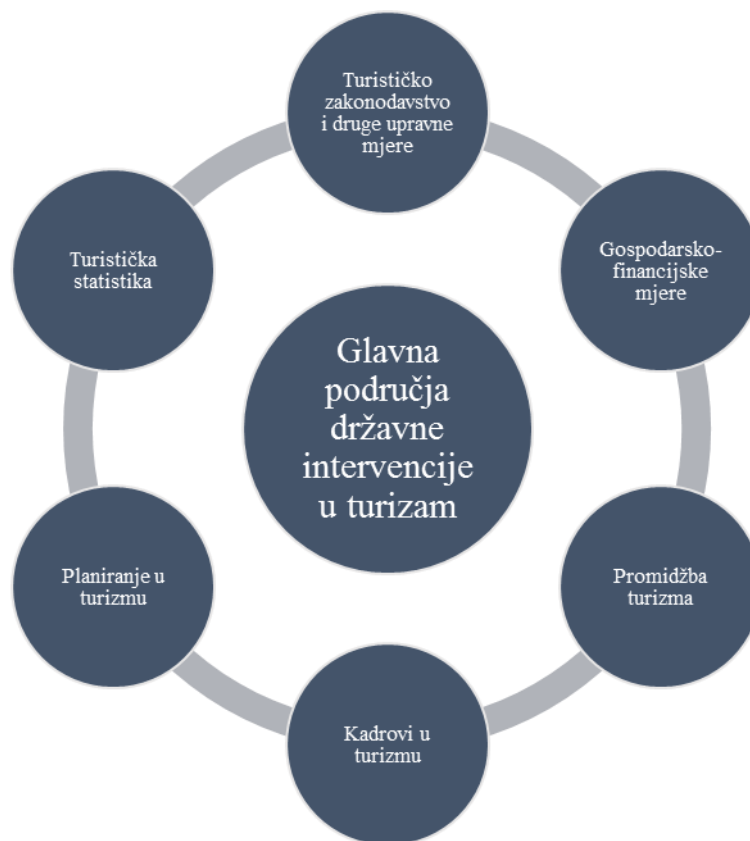 Turističko
zakonodavstvo
i druge upravne
mjere
Gospodarsko-
financijske
mjere
Promidžba
turizma
Kadrovi u
turizmu
Planiranje u
turizmu
Turistička
statistika
Glavna
područja
državne
intervencije
u turizam